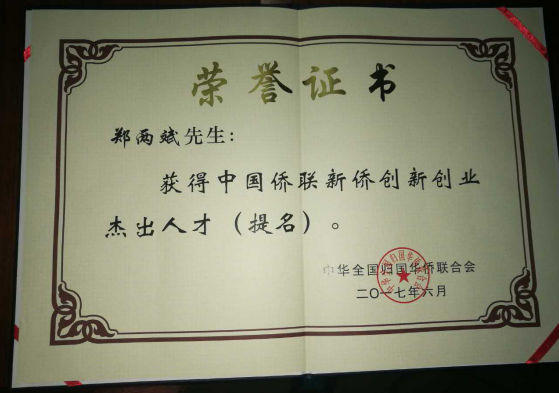 荣誉证书
郑两斌先生：
获得中国侨联新侨创新创业
杰出人才（提名）。
中华全国归国华侨联合会
二〇一七年六月